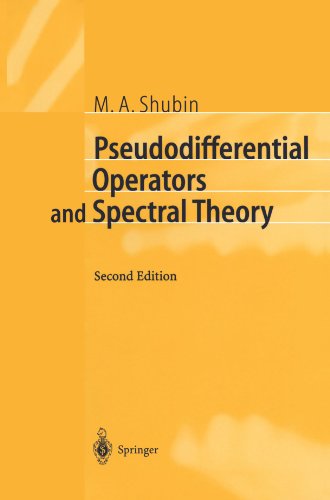 M. A. Shubin
Pseudodifferential
Operators
and Spectral Theory
Second Edition
Springer